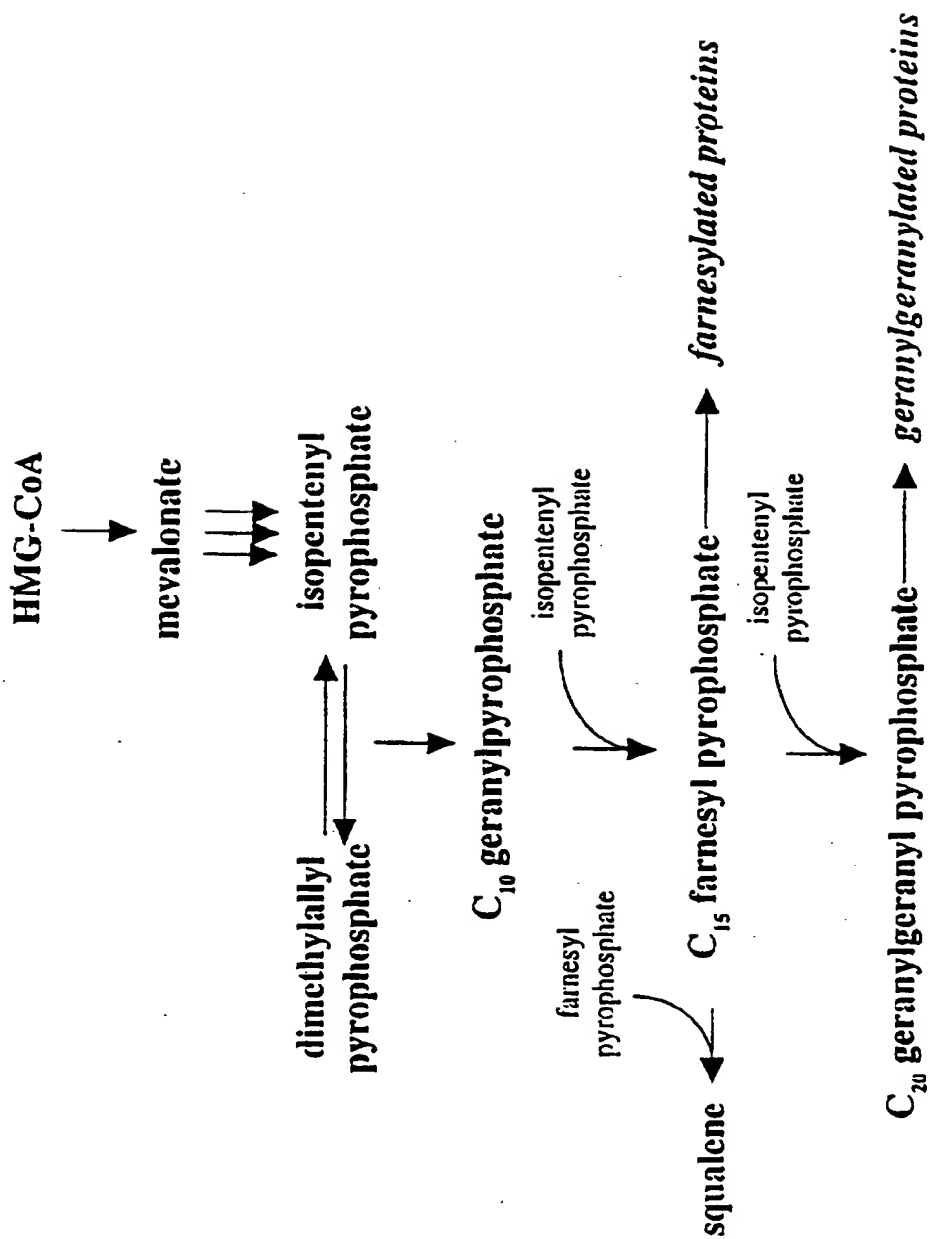 HMG-CoA
mevalonate
dimethylallyl
pyrophosphate
isopentenyl
pyrophosphate
C₁₀ geranylpyrophosphate
isopentenyl
pyrophosphate
farnesyl
pyrophosphate
squalene
C₁₅ farnesyl pyrophosphate
farnesylated proteins
isopentenyl
pyrophosphate
C₂₀ geranylgeranyl pyrophosphate
geranylgeranylated proteins